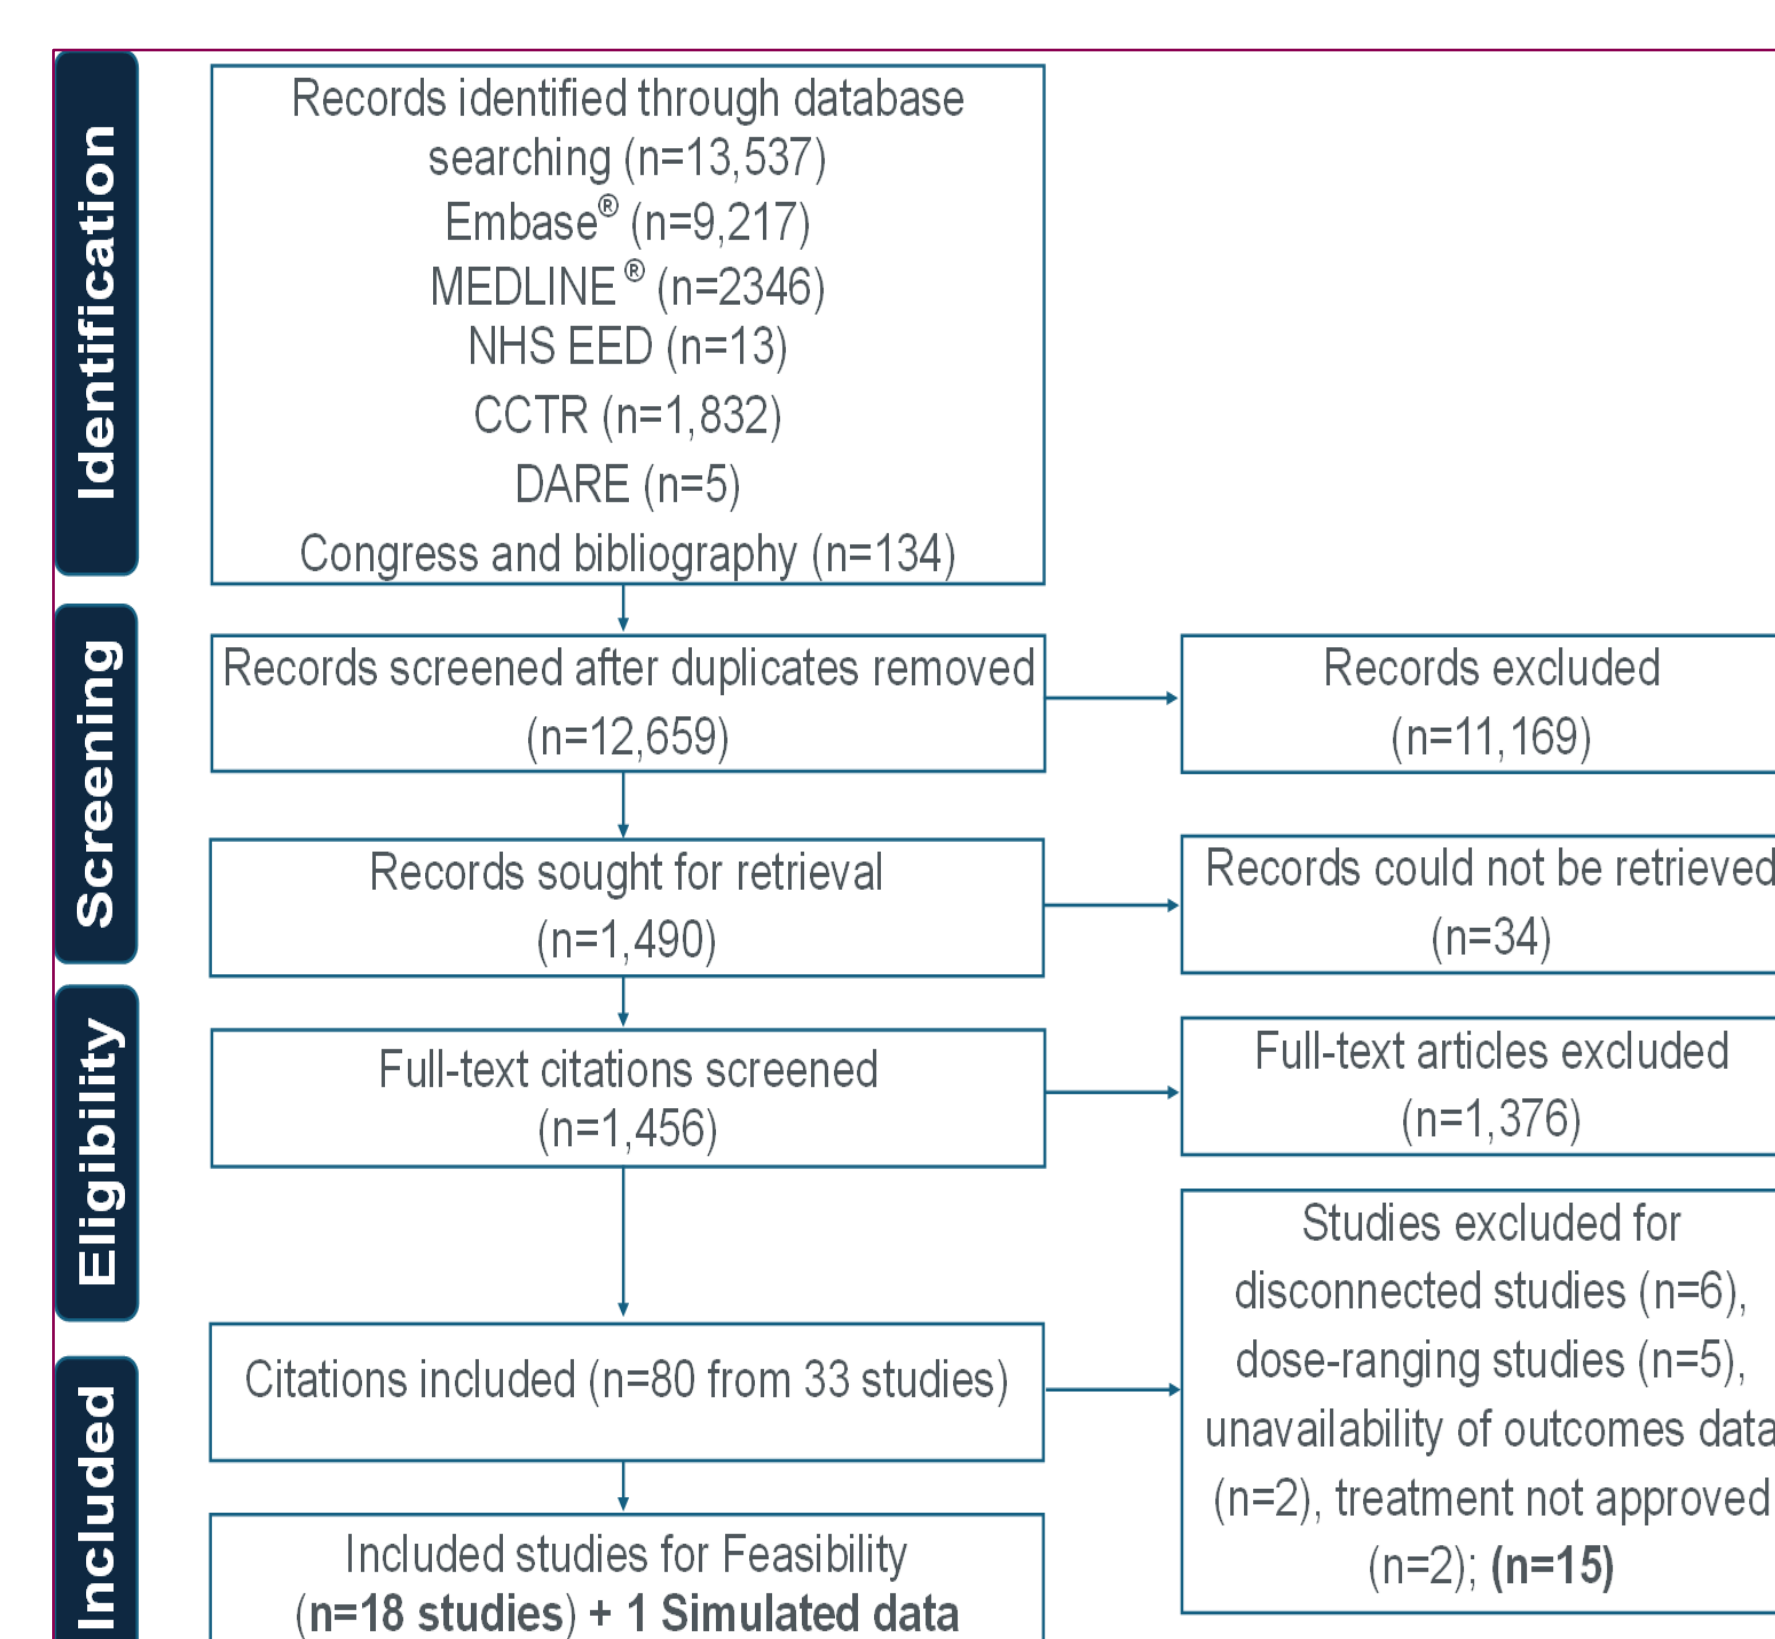 Identification
Records identified through database
searching (n=13,537)
Embase® (n=9,217)
MEDLINE® (n=2346)
NHS EED (n=13)
CCTR (n=1,832)
DARE (n=5)
Congress and bibliography (n=134)
Screening
Records screened after duplicates removed
(n=12,659)
Records excluded
(n=11,169)
Records sought for retrieval
(n=1,490)
Records could not be retrieved
(n=34)
Eligibility
Full-text citations screened
(n=1,456)
Full-text articles excluded
(n=1,376)
Studies excluded for
disconnected studies (n=6),
dose-ranging studies (n=5),
unavailability of outcomes data
(n=2), treatment not approved
(n=2); (n=15)
Included
Citations included (n=80 from 33 studies)
Included studies for Feasibility
(n=18 studies) + 1 Simulated data